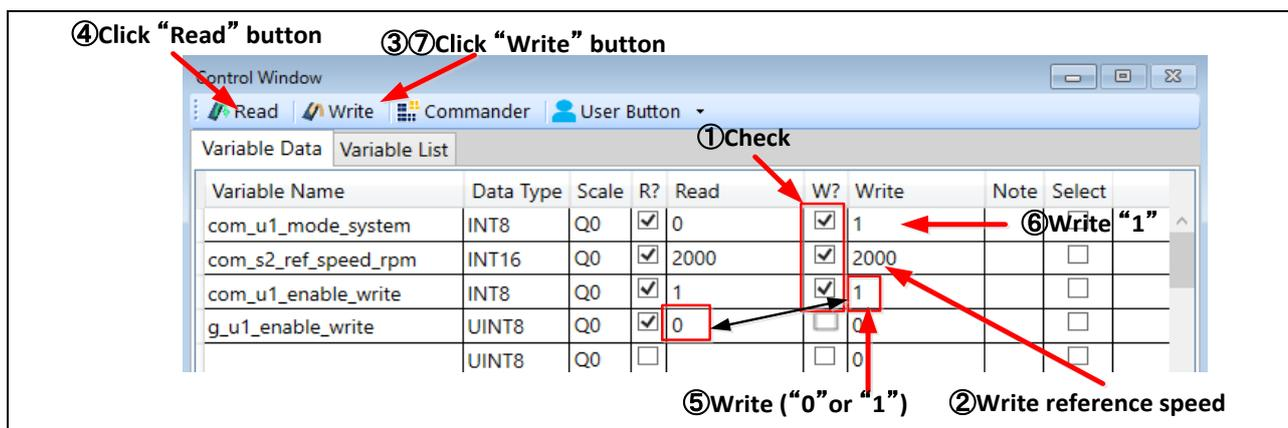 ④Click “Read” button
③⑦Click “Write” button
Control Window
Read Write Commander User Button
①Check
Variable Data Variable List
Variable Name Data Type Scale R? Read W? Write Note Select
com_u1_mode_system INT8 Q0 0 1 ⑥Write “1”
com_s2_ref_speed_rpm INT16 Q0 2000 2000
com_u1_enable_write INT8 Q0 1 1
g_u1_enable_write UINT8 Q0 0 0
UINT8 Q0 0
⑤Write (“0”or “1”) ②Write reference speed